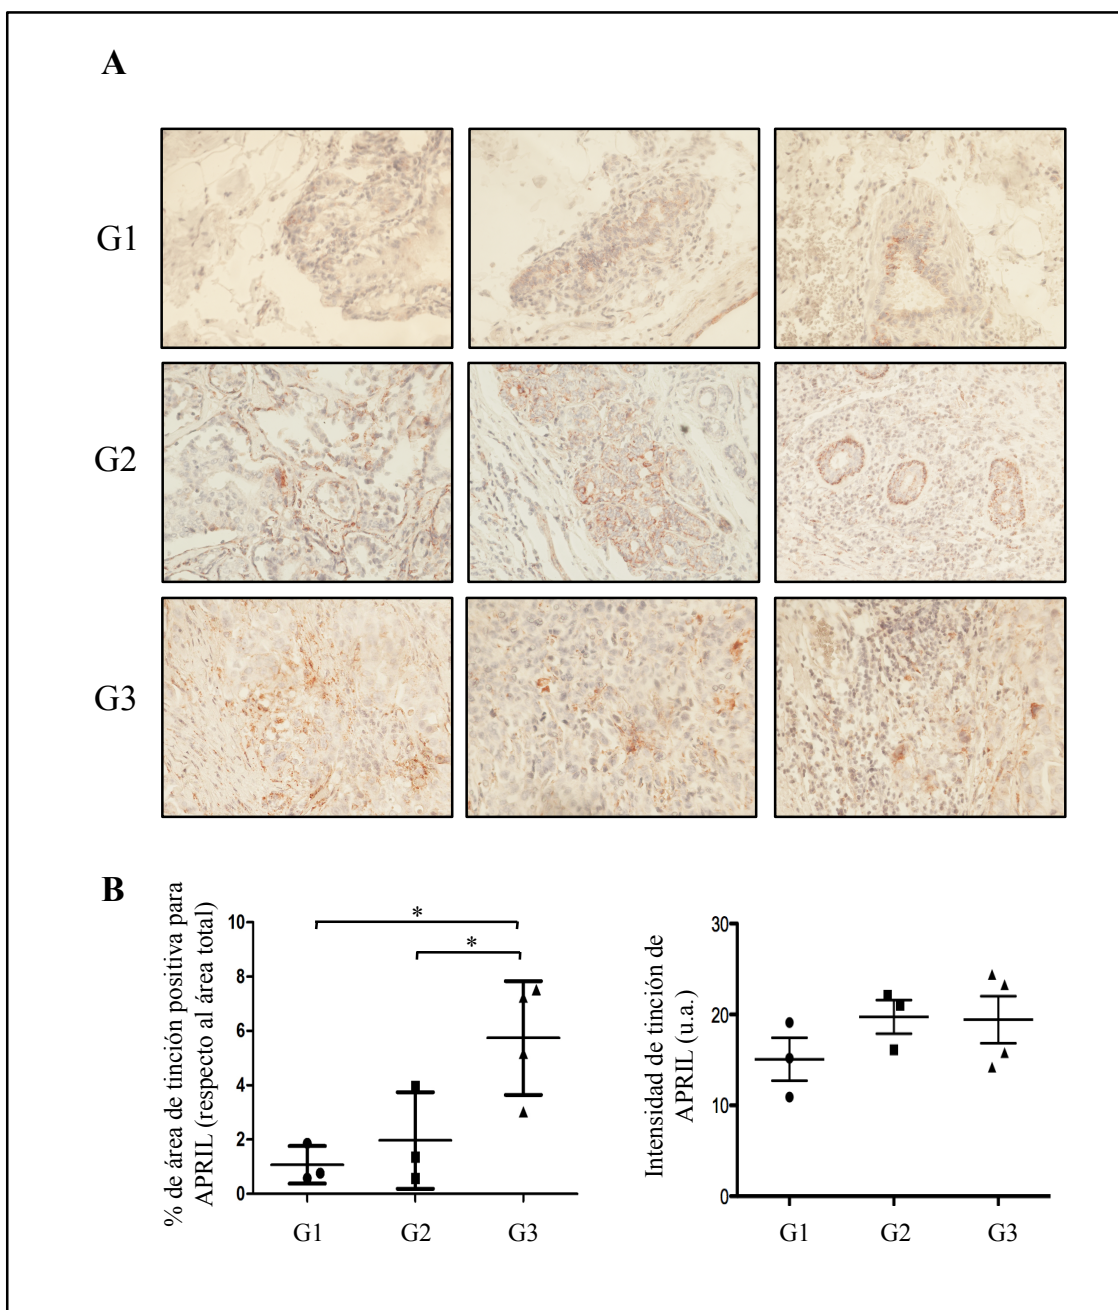 A
G1
G2
G3
B
% de área de tinción positiva para
APRIL (respecto al área total)
10
8
6
4
2
0
*
*
G1
G2
G3
Intensidad de tinción de
APRIL (u.a.)
30
20
10
0
G1
G2
G3